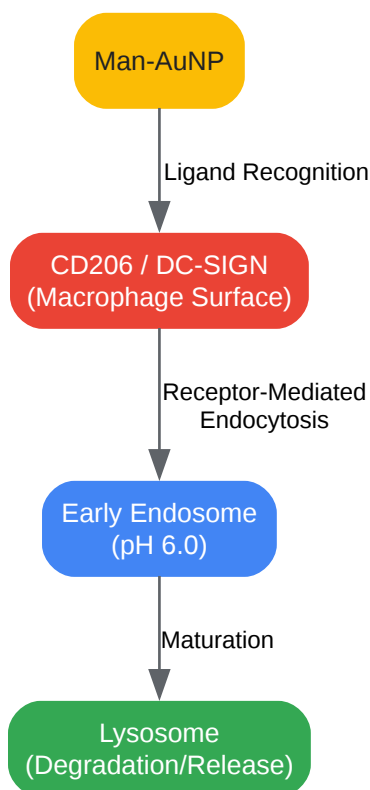 Man-AuNP
Ligand Recognition
CD206 / DC-SIGN
(Macrophage Surface)
Receptor-Mediated
Endocytosis
Early Endosome
(pH 6.0)
Maturation
Lysosome
(Degradation/Release)